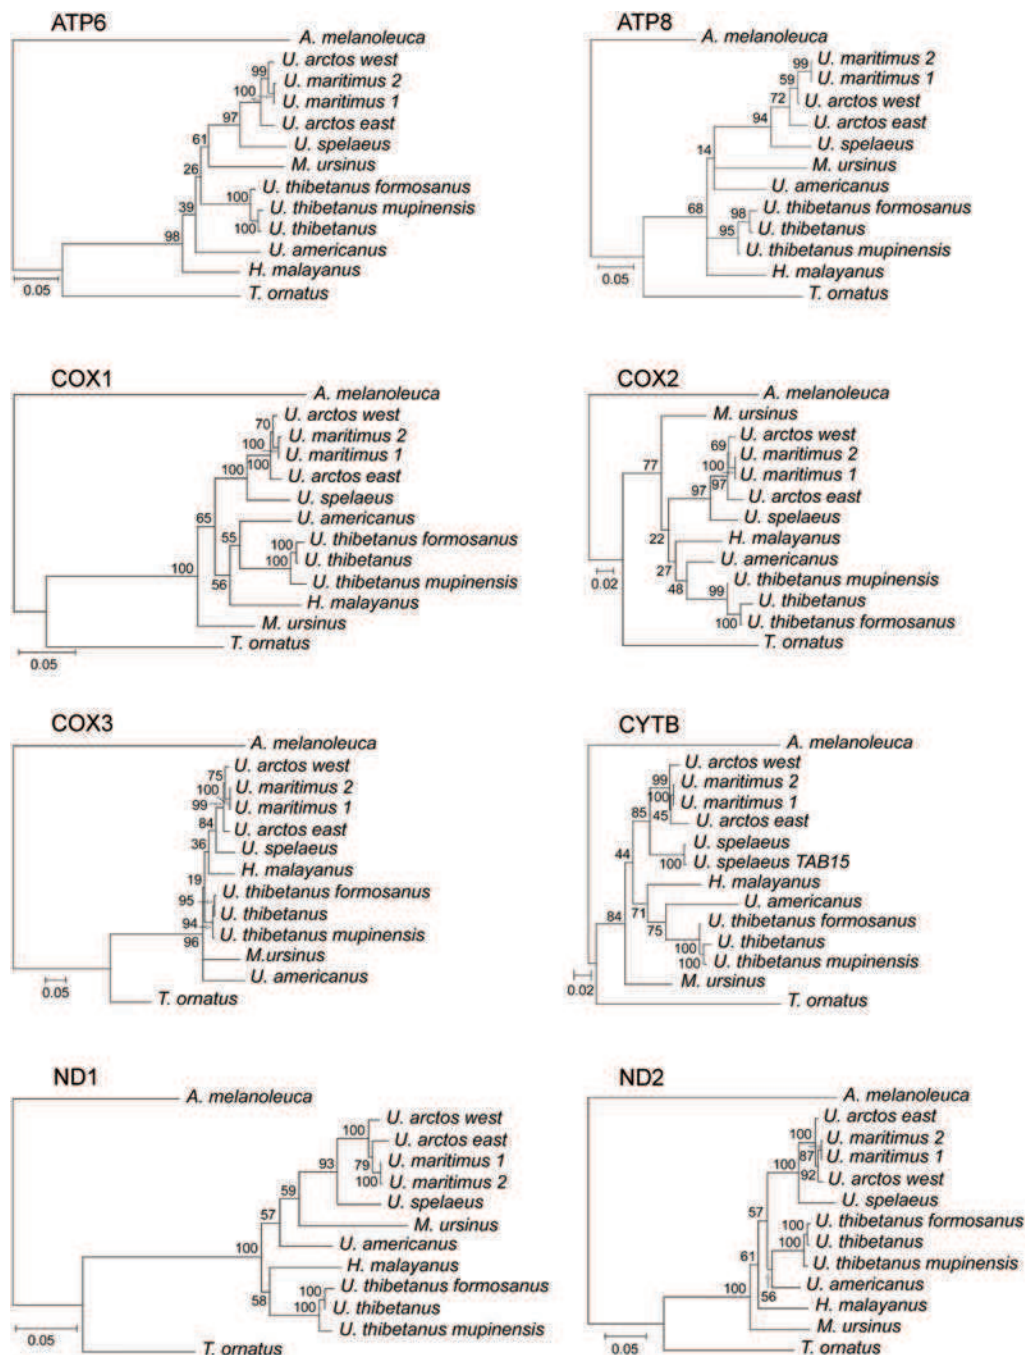 ATP6
A. melanoleuca
U. arctos west
99
U. maritimus 2
100
U. maritimus 1
97
U. arctos east
61
U. spelaeus
26
M. ursinus
100
U. thibetanus formosanus
39
U. thibetanus mupinensis
100
U. thibetanus
98
U. americanus
H. malayanus
0.05
T. ornatus
ATP8
A. melanoleuca
99
U. maritimus 2
59
U. maritimus 1
72
U. arctos west
94
U. arctos east
U. spelaeus
14
M. ursinus
U. americanus
68
98
U. thibetanus formosanus
95
U. thibetanus
U. thibetanus mupinensis
H. malayanus
0.05
T. ornatus
COX1
A. melanoleuca
U. arctos west
70
U. maritimus 2
100
U. maritimus 1
100
100
U. arctos east
U. spelaeus
65
U. americanus
55
U. thibetanus formosanus
100
U. thibetanus
100
100
56
U. thibetanus mupinensis
H. malayanus
M. ursinus
T. ornatus
0.05
COX2
A. melanoleuca
M. ursinus
U. arctos west
69
U. maritimus 2
77
100
U. maritimus 1
97
97
U. arctos east
U. spelaeus
22
H. malayanus
U. americanus
27
0.02
48
99
U. thibetanus mupinensis
U. thibetanus
100
U. thibetanus formosanus
T. ornatus
COX3
A. melanoleuca
U. arctos west
75
U. maritimus 2
100
99
U. maritimus 1
84
U. arctos east
36
U. spelaeus
H. malayanus
19
U. thibetanus formosanus
95
U. thibetanus
94
96
U. thibetanus mupinensis
M.ursinus
0.05
U. americanus
T. ornatus
CYTB
A. melanoleuca
U. arctos west
99
U. maritimus 2
100
U. maritimus 1
85
45
U. arctos east
U. spelaeus
44
100
U. spelaeus TAB15
H. malayanus
U. americanus
71
84
75
U. thibetanus formosanus
100
U. thibetanus
100
U. thibetanus mupinensis
0.02
M. ursinus
T. ornatus
ND1
A. melanoleuca
U. arctos west
100
U. arctos east
93
79
U. maritimus 1
100
U. maritimus 2
59
U. spelaeus
57
M. ursinus
100
U. americanus
H. malayanus
58
100
U. thibetanus formosanus
100
U. thibetanus
U. thibetanus mupinensis
0.05
T. ornatus
ND2
A. melanoleuca
U. arctos east
100
U. maritimus 2
87
U. maritimus 1
100
92
U. arctos west
U. spelaeus
57
U. thibetanus formosanus
100
U. thibetanus
61
100
U. thibetanus mupinensis
100
56
U. americanus
H. malayanus
M. ursinus
0.05
T. ornatus